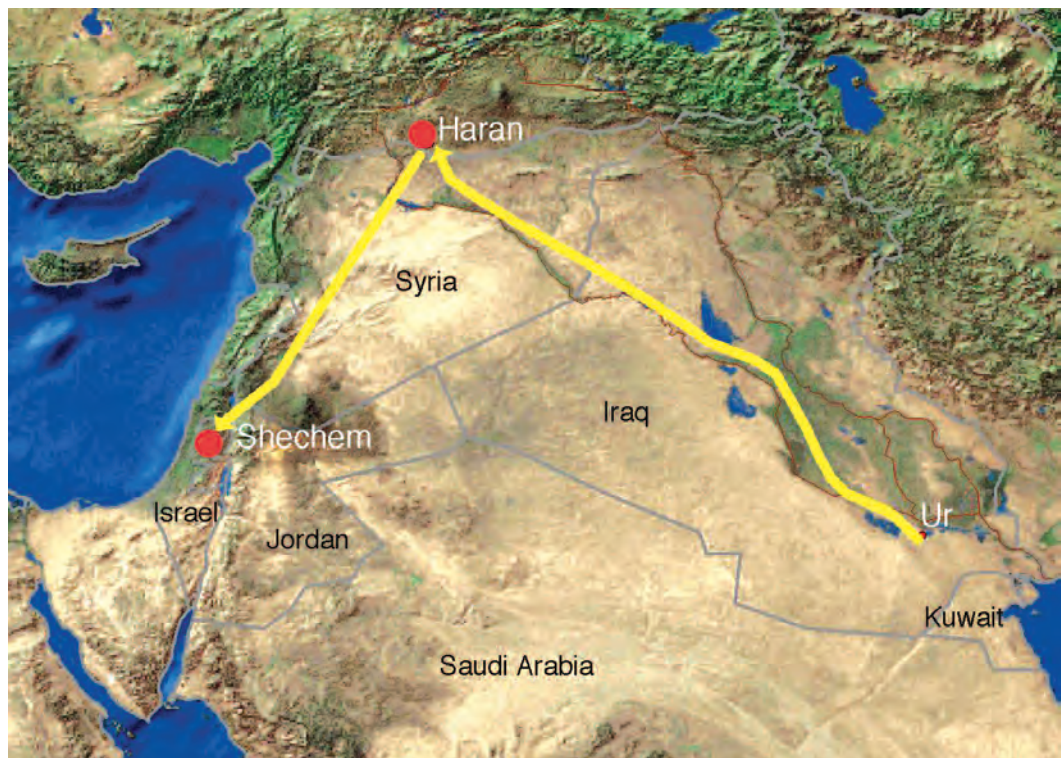 Haran
Syria
Iraq
Shechem
Israel
Ur
Jordan
Kuwait
Saudi Arabia